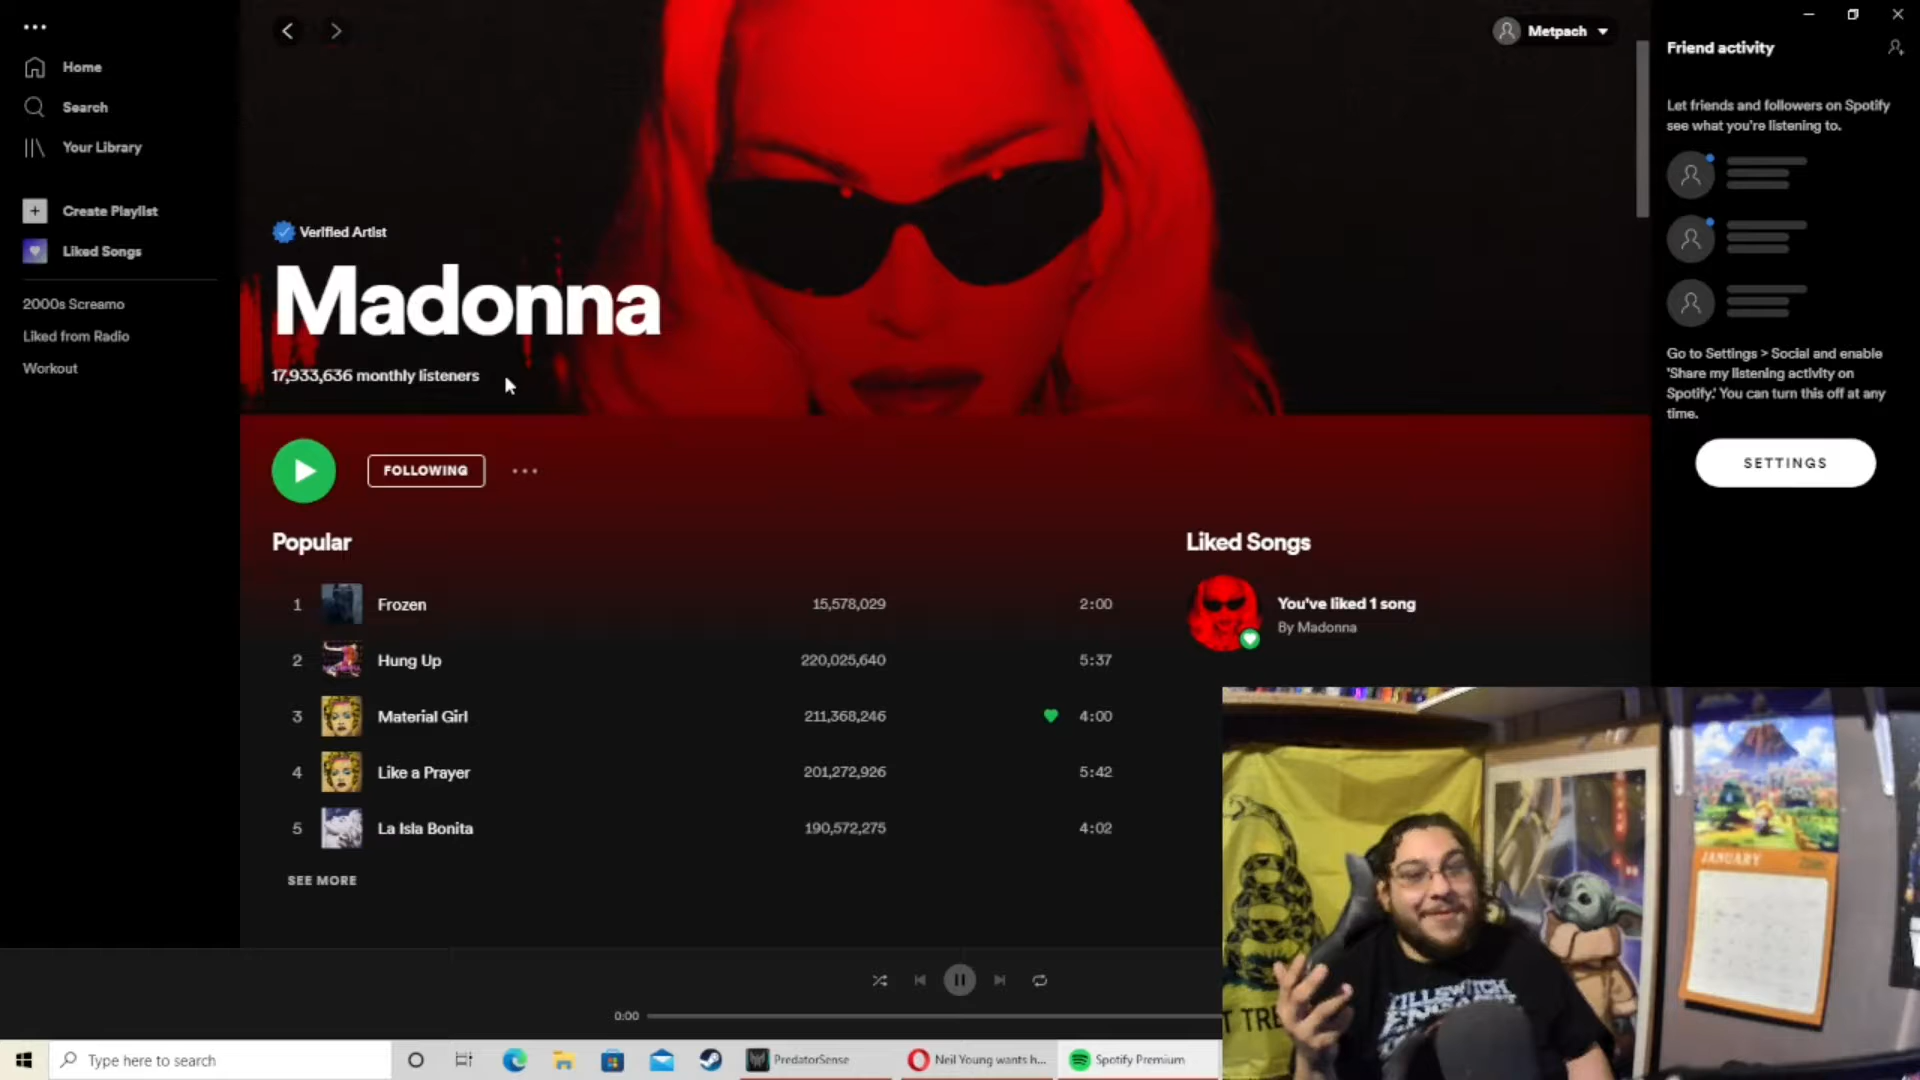 Home
Search
Your Library
Create Playlist
Liked Songs
2000s Screamo
Liked from Radio
Workout
Metpach
Verified Artist
Madonna
17,933,636 monthly listeners
FOLLOWING
Popular
1 Frozen 15,578,029 2:00
2 Hung Up 220,025,640 5:37
3 Material Girl 211,368,246 4:00
4 Like a Prayer 201,272,926 5:42
5 La Isla Bonita 190,572,275 4:02
SEE MORE
Liked Songs
You've liked 1 song
By Madonna
Friend activity
Let friends and followers on Spotify
see what you're listening to.
Go to Settings > Social and enable
'Share my listening activity on
Spotify.' You can turn this off at any
time.
SETTINGS
JANUARY
T TRE
KILLSWITCH
ENGAGE
0:00
Type here to search
PredatorSense
Neil Young wants h...
Spotify Premium